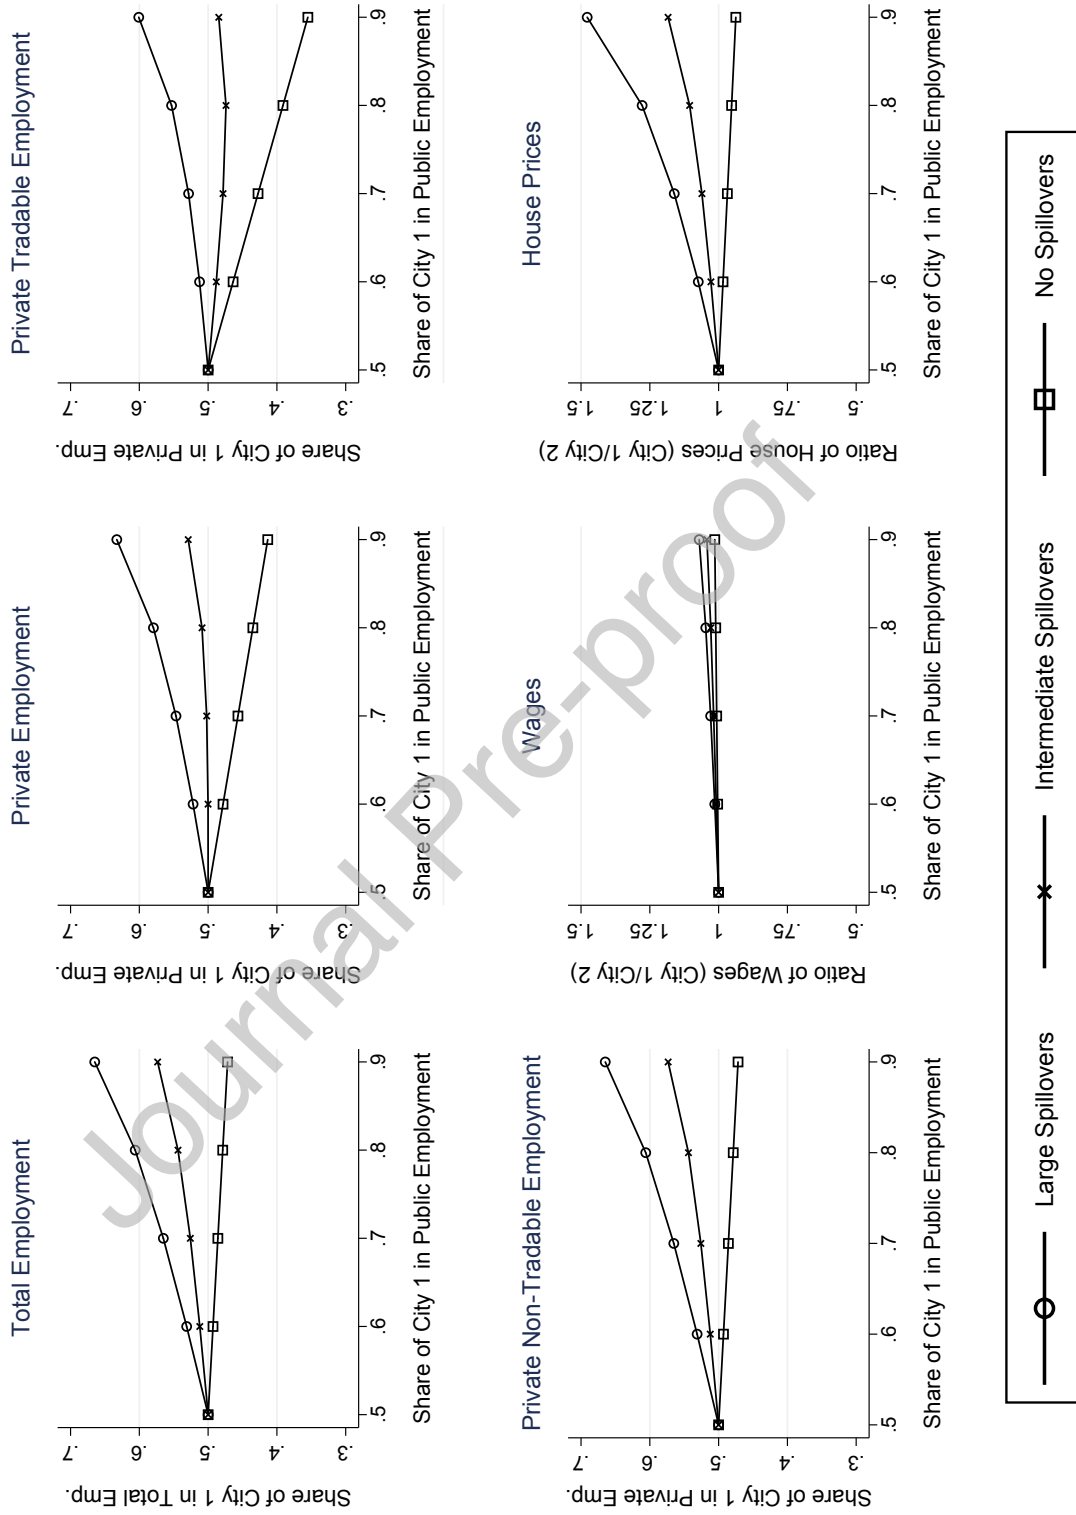 Total Employment
Share of City 1 in Total Emp.
.7
.6
.5
.4
.3
.5 .6 .7 .8 .9
Share of City 1 in Public Employment
Private Employment
Share of City 1 in Private Emp.
.7
.6
.5
.4
.3
.5 .6 .7 .8 .9
Share of City 1 in Public Employment
Private Tradable Employment
Share of City 1 in Private Emp.
.7
.6
.5
.4
.3
.5 .6 .7 .8 .9
Share of City 1 in Public Employment
Private Non-Tradable Employment
Share of City 1 in Private Emp.
.7
.6
.5
.4
.3
.5 .6 .7 .8 .9
Share of City 1 in Public Employment
Wages
Ratio of Wages (City 1/City 2)
1.5
1.25
1
.75
.5
.5 .6 .7 .8 .9
Share of City 1 in Public Employment
House Prices
Ratio of House Prices (City 1/City 2)
1.5
1.25
1
.75
.5
.5 .6 .7 .8 .9
Share of City 1 in Public Employment
Large Spillovers Intermediate Spillovers No Spillovers
Journal Pre-proof